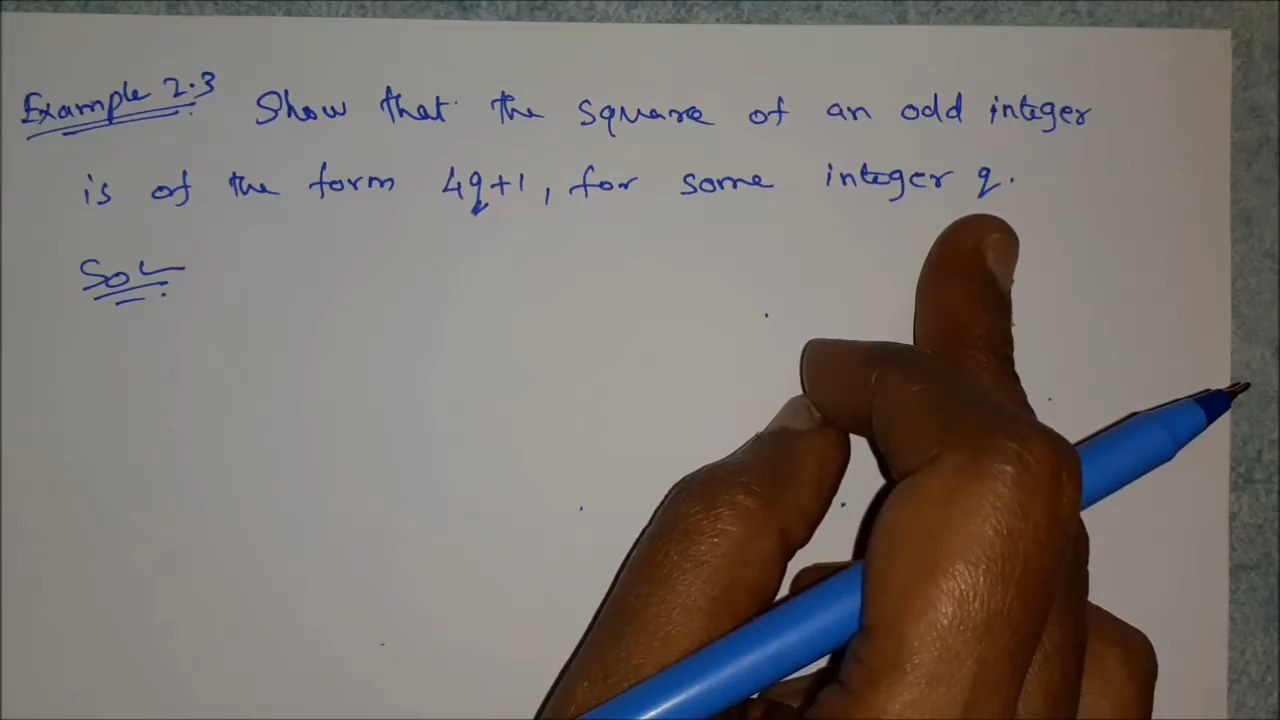 Example 2.3 Show that the square of an odd integer
is of the form 4q+1, for some integer q.
Sol